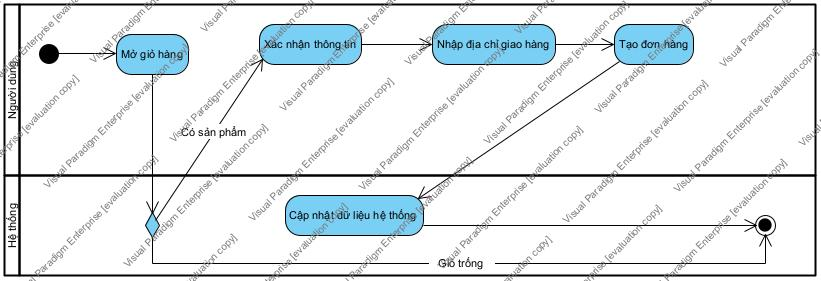 Người dùng
Mở giỏ hàng
Xác nhận thông tin
Nhập địa chỉ giao hàng
Tạo đơn hàng
Có sản phẩm
Hệ thống
Cập nhật dữ liệu hệ thống
Giỏ trống
Visual Paradigm Enterprise [evaluation copy]